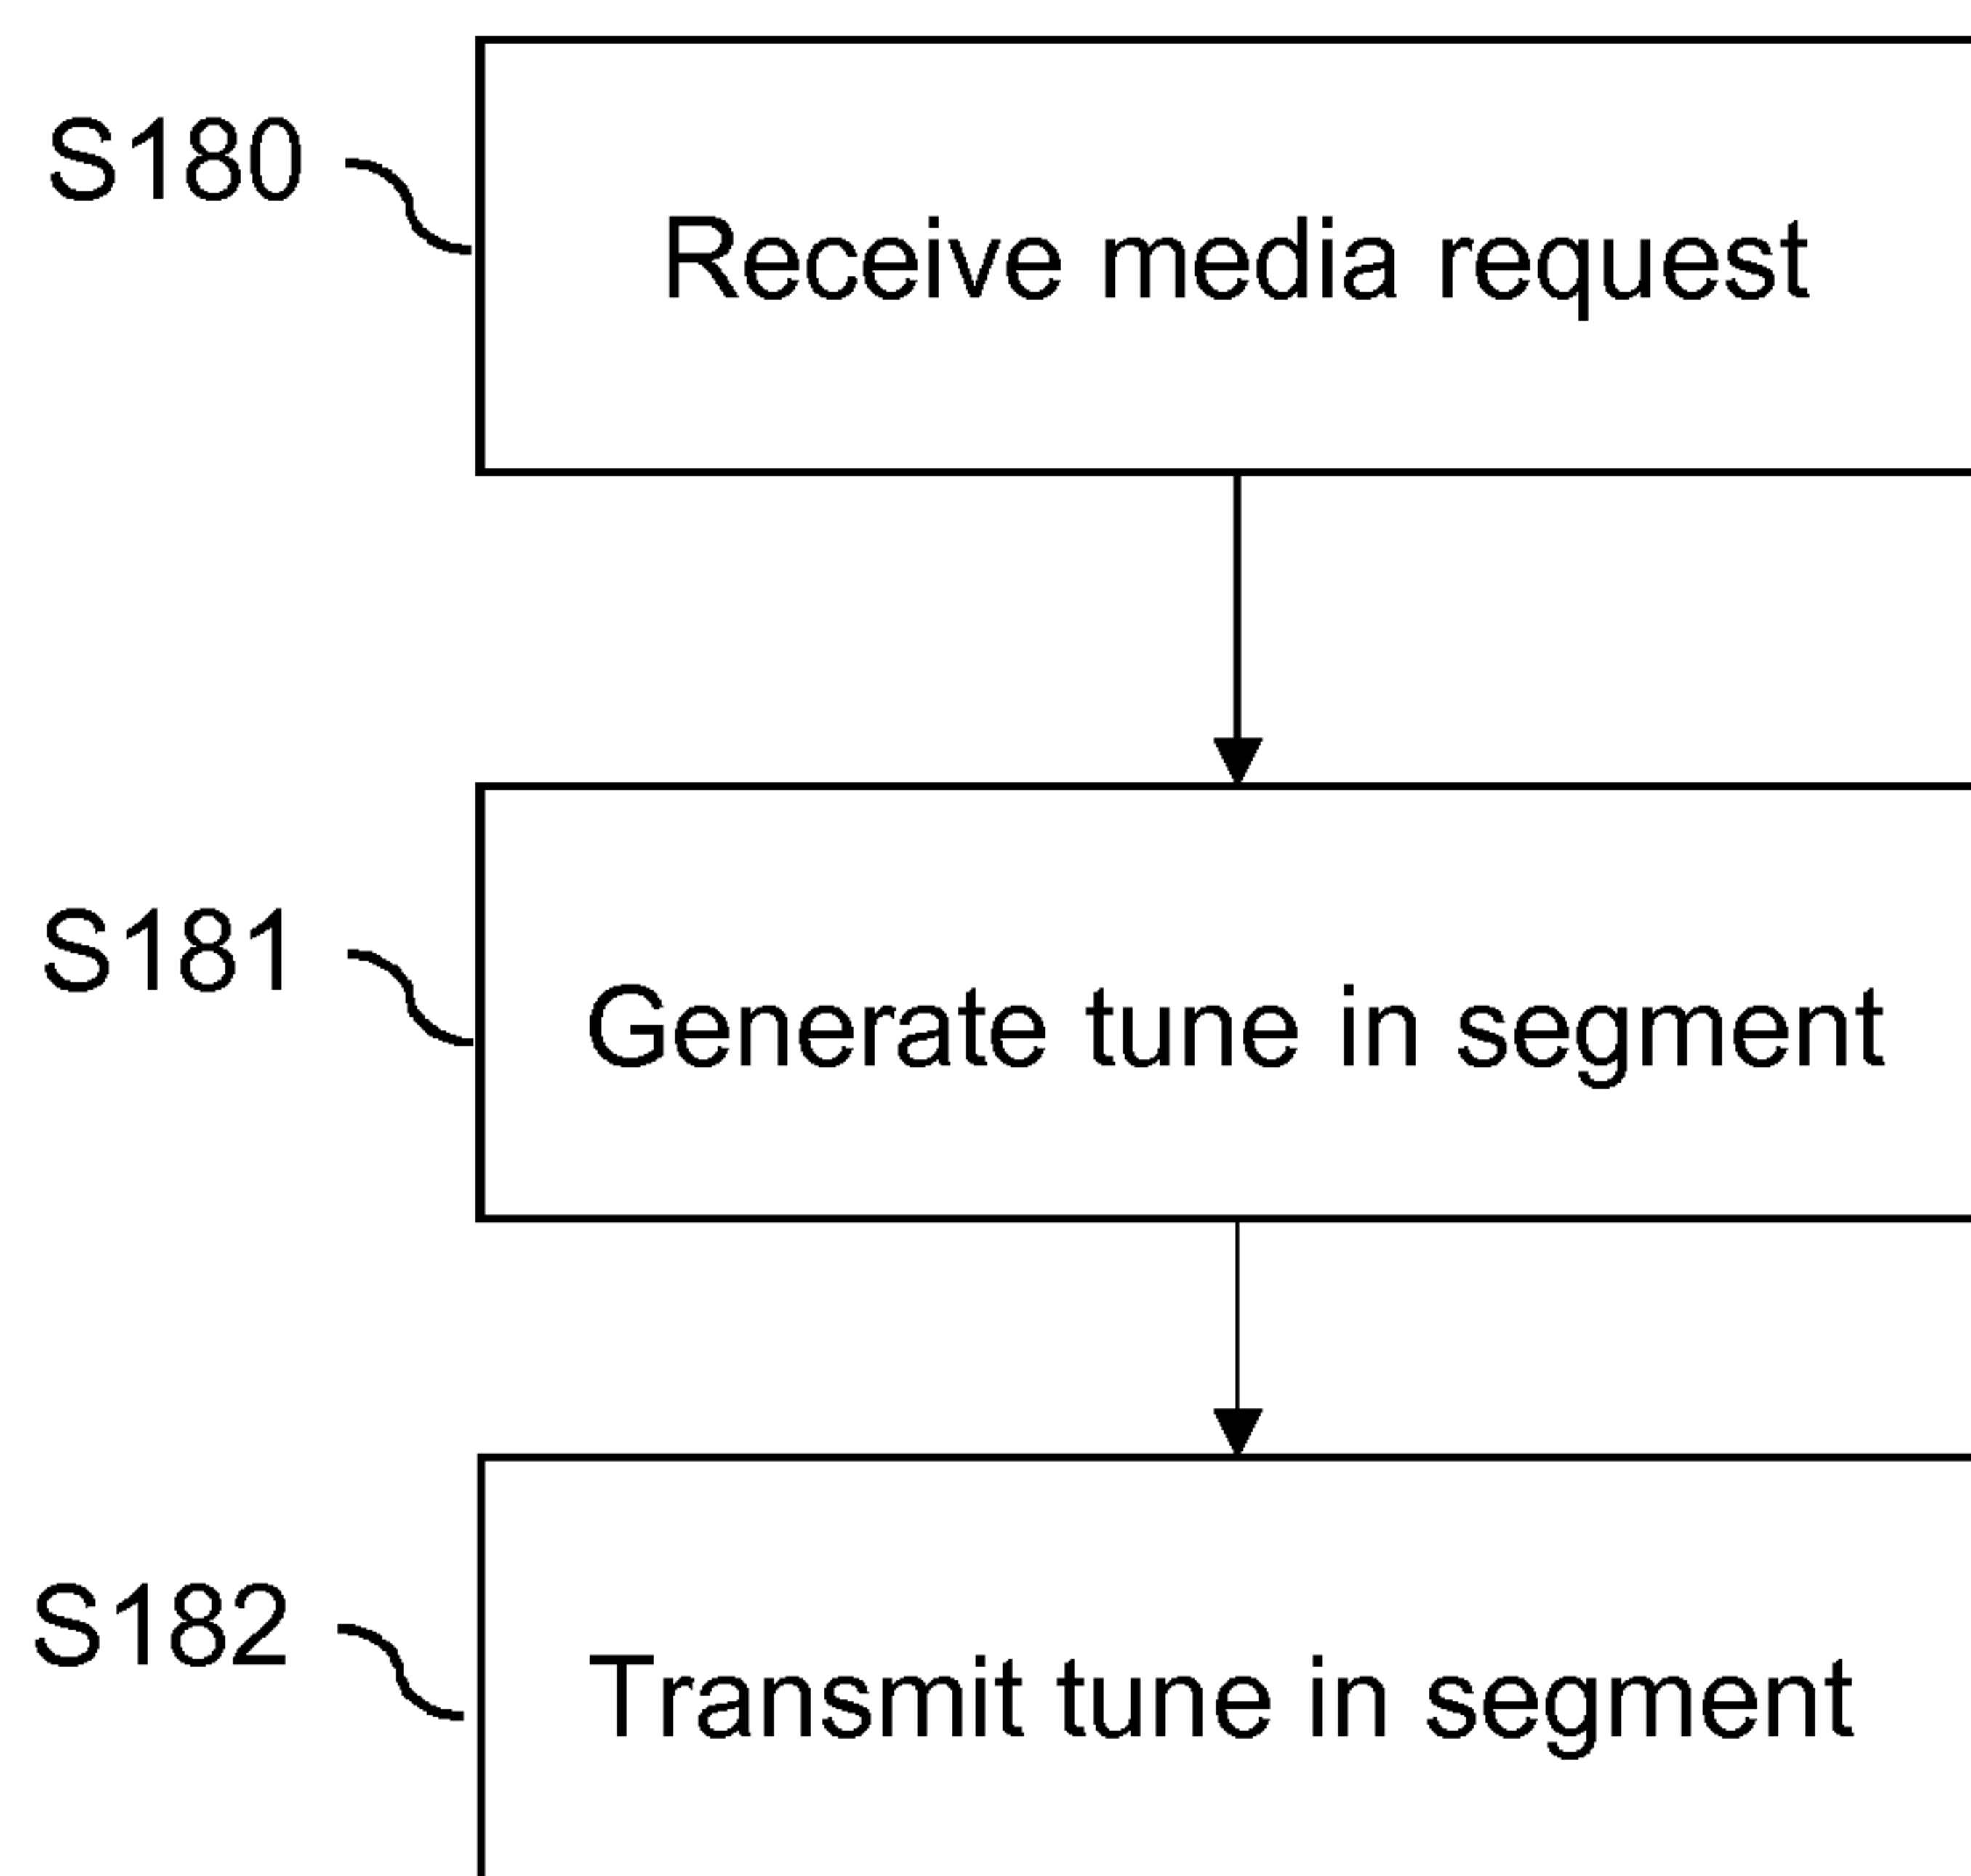 S180
Receive media request
S181
Generate tune in segment
S182
Transmit tune in segment